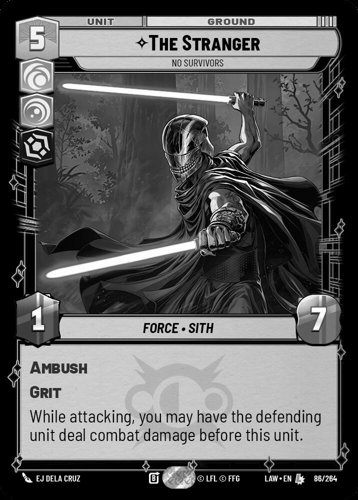 UNIT GROUND
5
✧THE STRANGER
NO SURVIVORS
1
7
FORCE • SITH
AMBUSH
GRIT
While attacking, you may have the defending
unit deal combat damage before this unit.
EJ DELA CRUZ
© LFL © FFG
LAW • EN
86/264